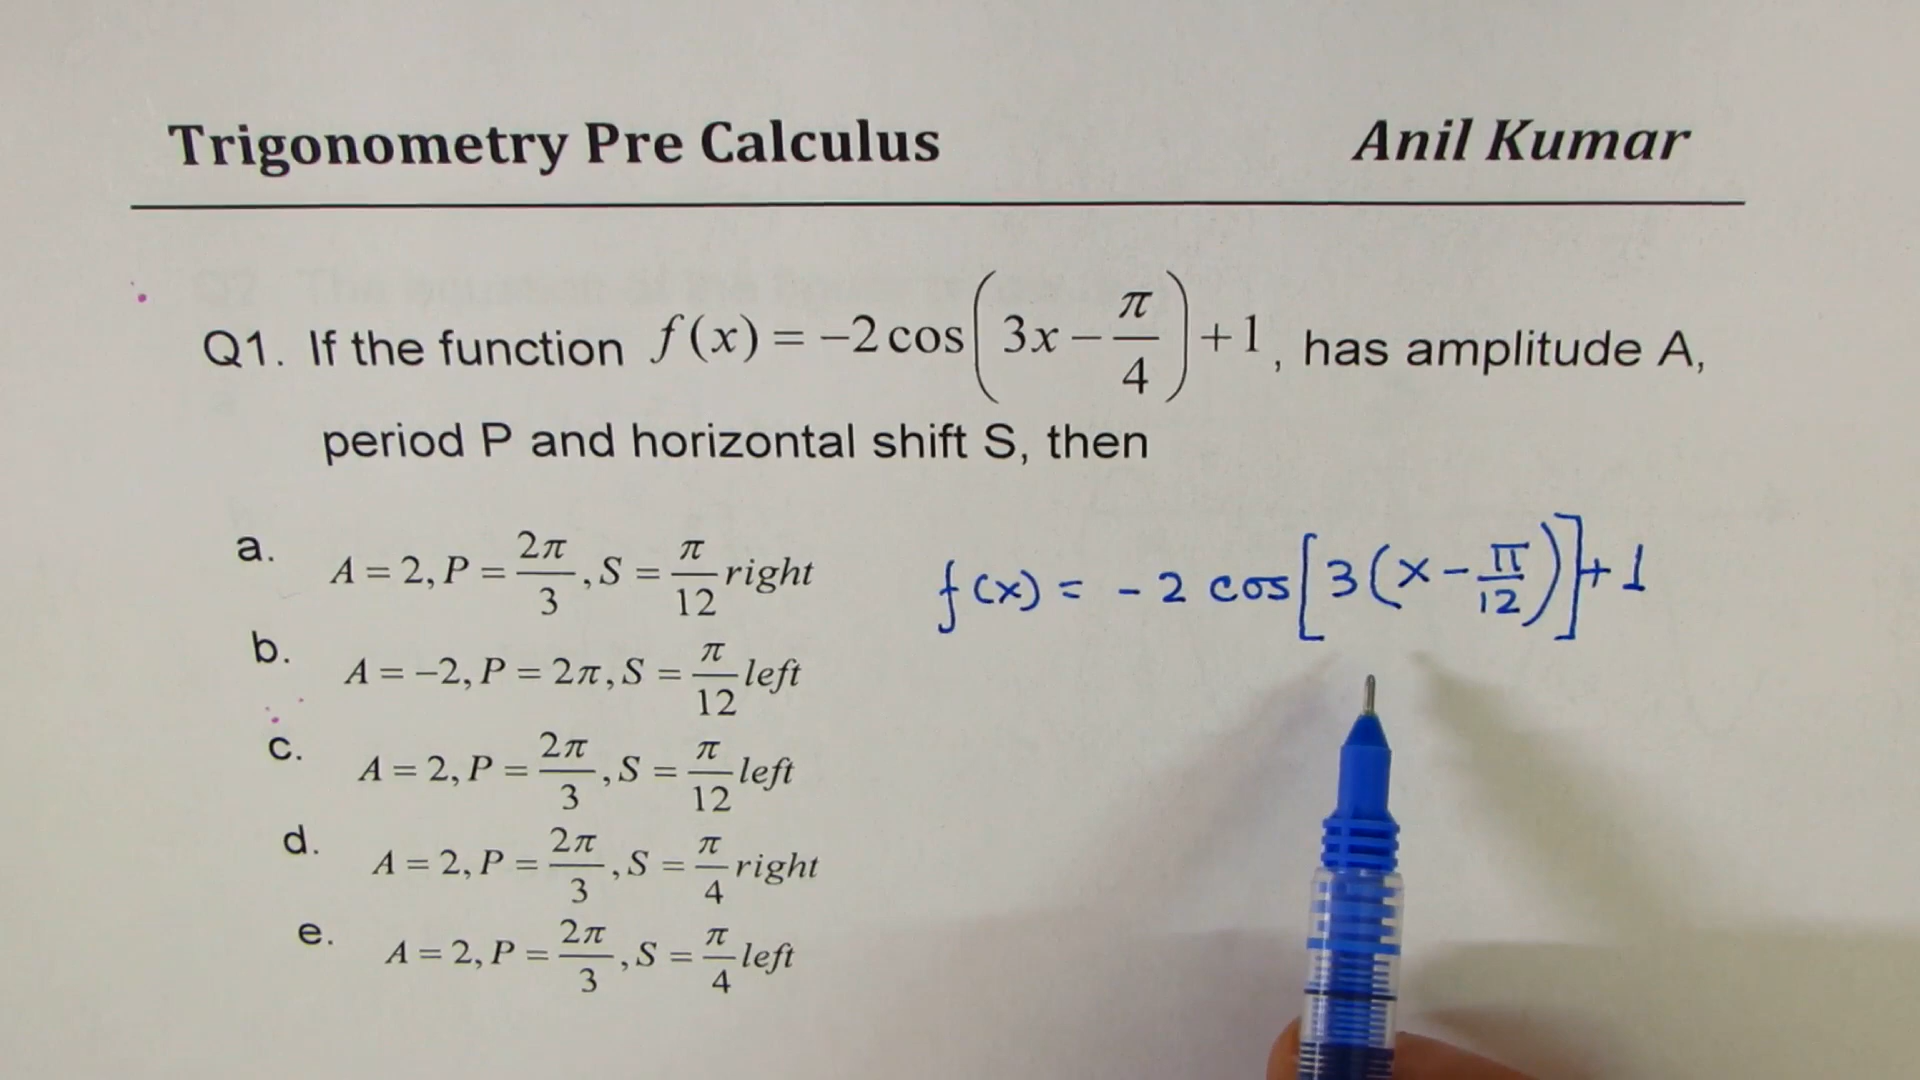 Trigonometry Pre Calculus Anil Kumar
Q1. If the function f(x) = −2cos(3x − π/4) + 1, has amplitude A,
period P and horizontal shift S, then
a. A = 2, P = 2π/3, S = π/12 right
f(x) = -2 cos[3(x - π/12)] + 1
b. A = −2, P = 2π, S = π/12 left
c. A = 2, P = 2π/3, S = π/12 left
d. A = 2, P = 2π/3, S = π/4 right
e. A = 2, P = 2π/3, S = π/4 left